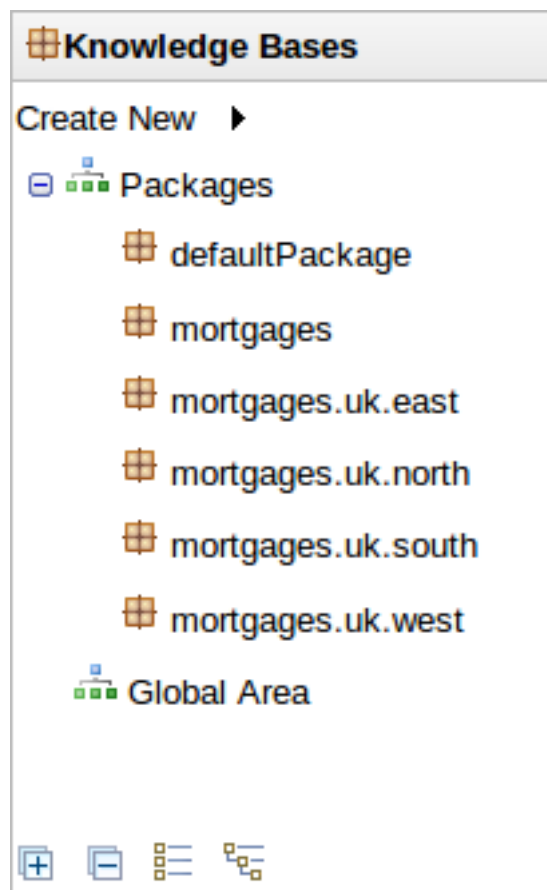 Knowledge Bases
Create New
Packages
defaultPackage
mortgages
mortgages.uk.east
mortgages.uk.north
mortgages.uk.south
mortgages.uk.west
Global Area